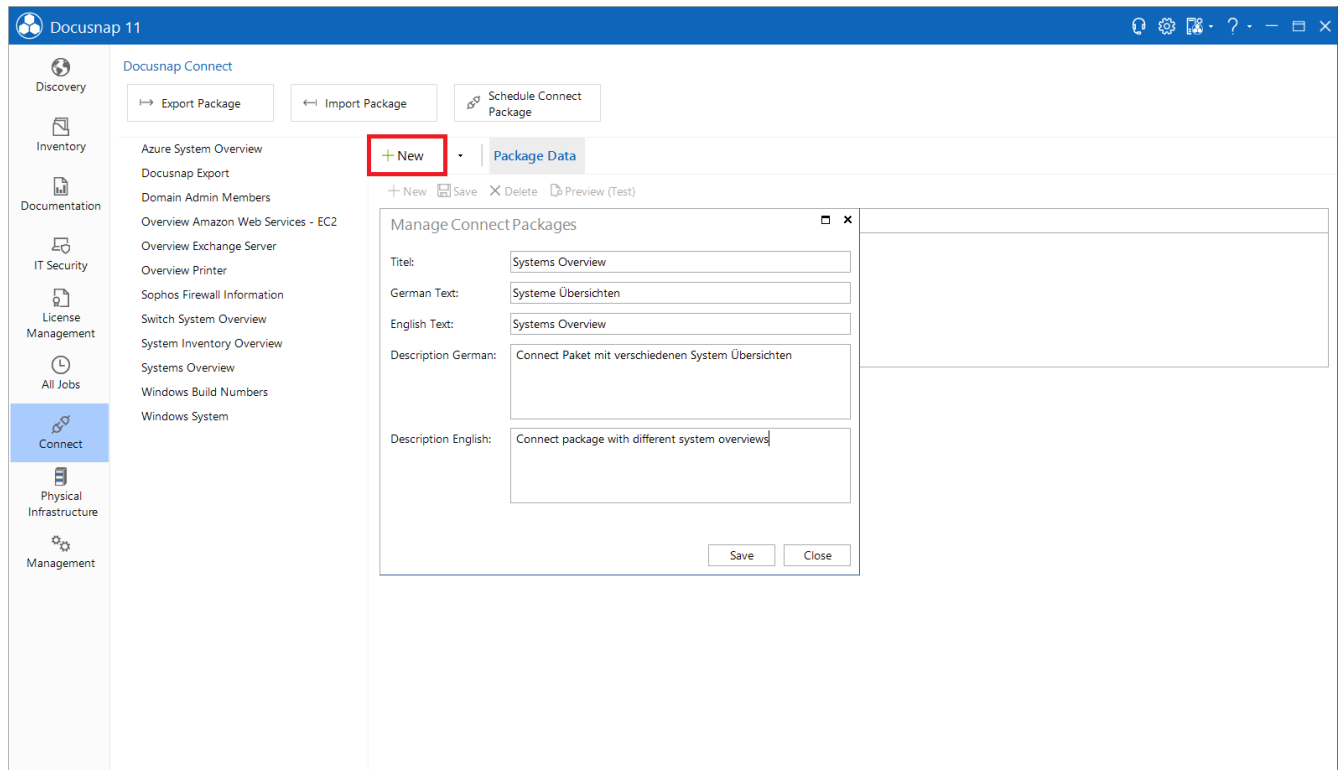 Docusnap 11
?
Discovery
Inventory
Documentation
IT Security
License
Management
All Jobs
Connect
Physical
Infrastructure
Management
Docusnap Connect
Export Package
Import Package
Schedule Connect
Package
Azure System Overview
Docusnap Export
Domain Admin Members
Overview Amazon Web Services - EC2
Overview Exchange Server
Overview Printer
Sophos Firewall Information
Switch System Overview
System Inventory Overview
Systems Overview
Windows Build Numbers
Windows System
New
Package Data
New Save Delete Preview (Test)
Manage Connect Packages
Titel: Systems Overview
German Text: Systeme Übersichten
English Text: Systems Overview
Description German: Connect Paket mit verschiedenen System Übersichten
Description English: Connect package with different system overviews
Save Close